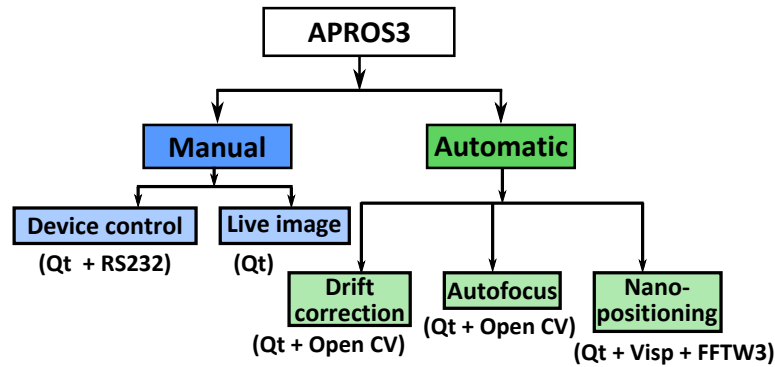 APROS3
Manual
Automatic
Device control
Live image
(Qt + RS232)
(Qt)
Drift
correction
Autofocus
Nano-
positioning
(Qt + Open CV)
(Qt + Open CV)
(Qt + Visp + FFTW3)